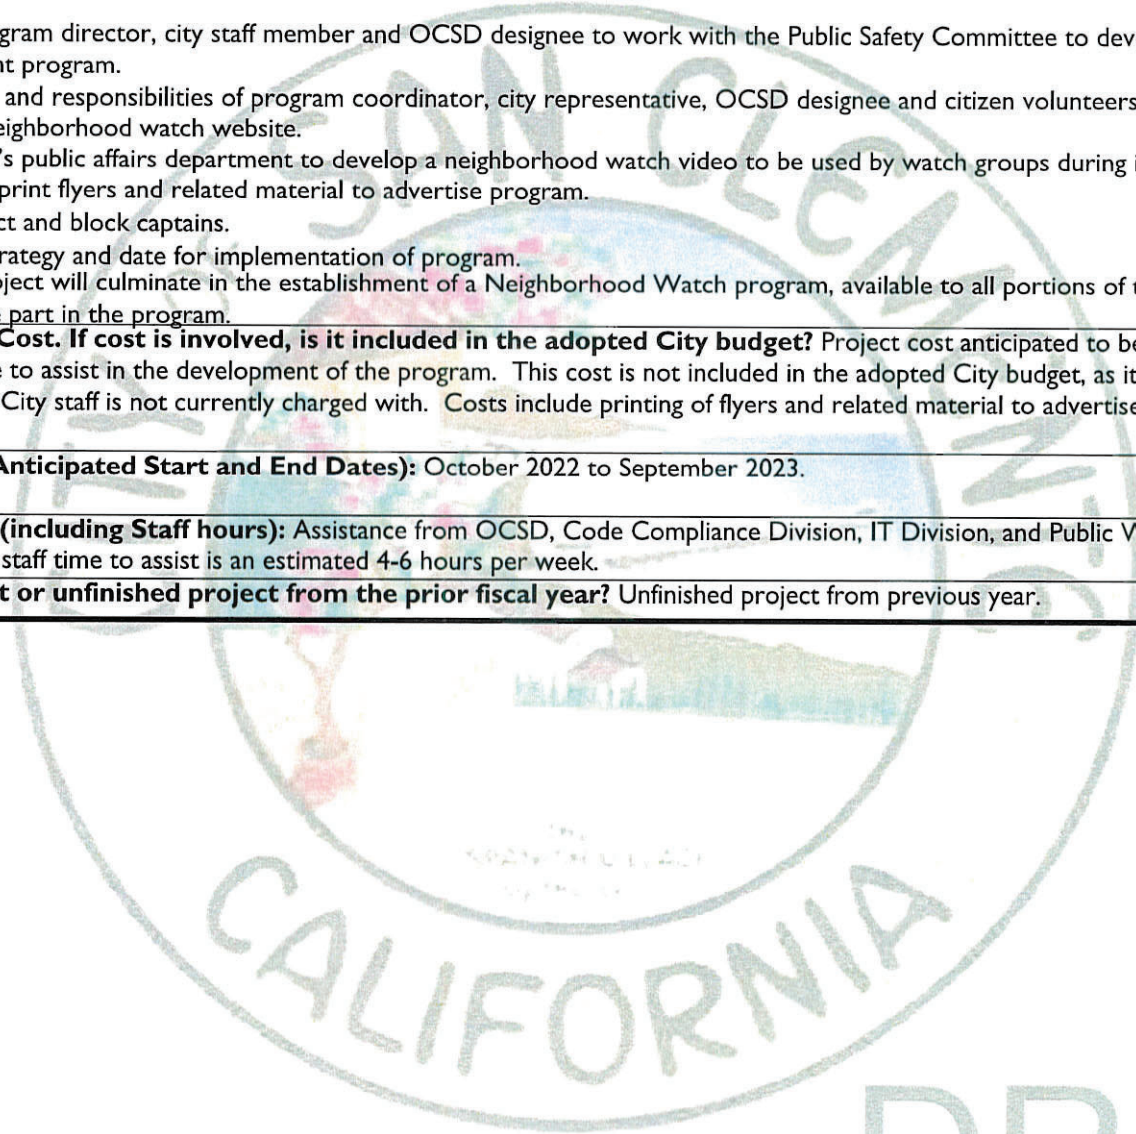 gram director, city staff member and OCSD designee to work with the Public Safety Committee to dev
nt program.
and responsibilities of program coordinator, city representative, OCSD designee and citizen volunteers
eighborhood watch website.
's public affairs department to develop a neighborhood watch video to be used by watch groups during i
print flyers and related material to advertise program.
ct and block captains.
rategy and date for implementation of program.
oject will culminate in the establishment of a Neighborhood Watch program, available to all portions of t
part in the program.
Cost. If cost is involved, is it included in the adopted City budget? Project cost anticipated to be
e to assist in the development of the program. This cost is not included in the adopted City budget, as it
City staff is not currently charged with. Costs include printing of flyers and related material to advertise
Anticipated Start and End Dates): October 2022 to September 2023.
(including Staff hours): Assistance from OCSD, Code Compliance Division, IT Division, and Public V
staff time to assist is an estimated 4-6 hours per week.
t or unfinished project from the prior fiscal year? Unfinished project from previous year.
CITY OF SAN CLEMENTE
CALIFORNIA
DR